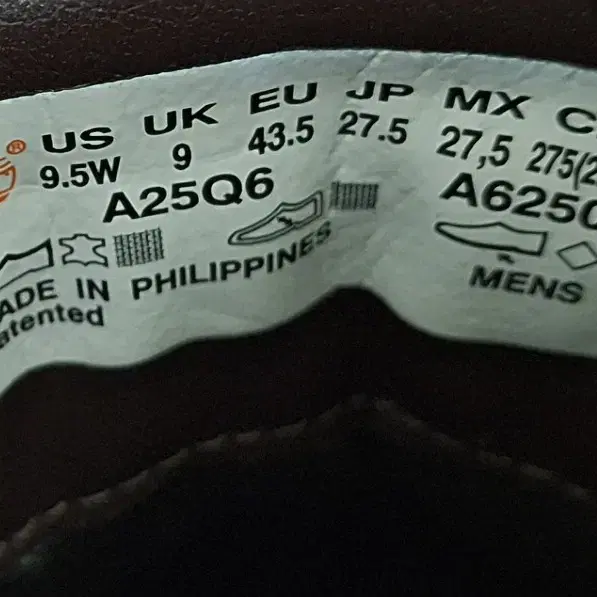 ® US UK EU JP MX C
9.5W 9 43.5 27.5 27,5 275(2
A25Q6 A625
ADE IN PHILIPPINES MENS
atented